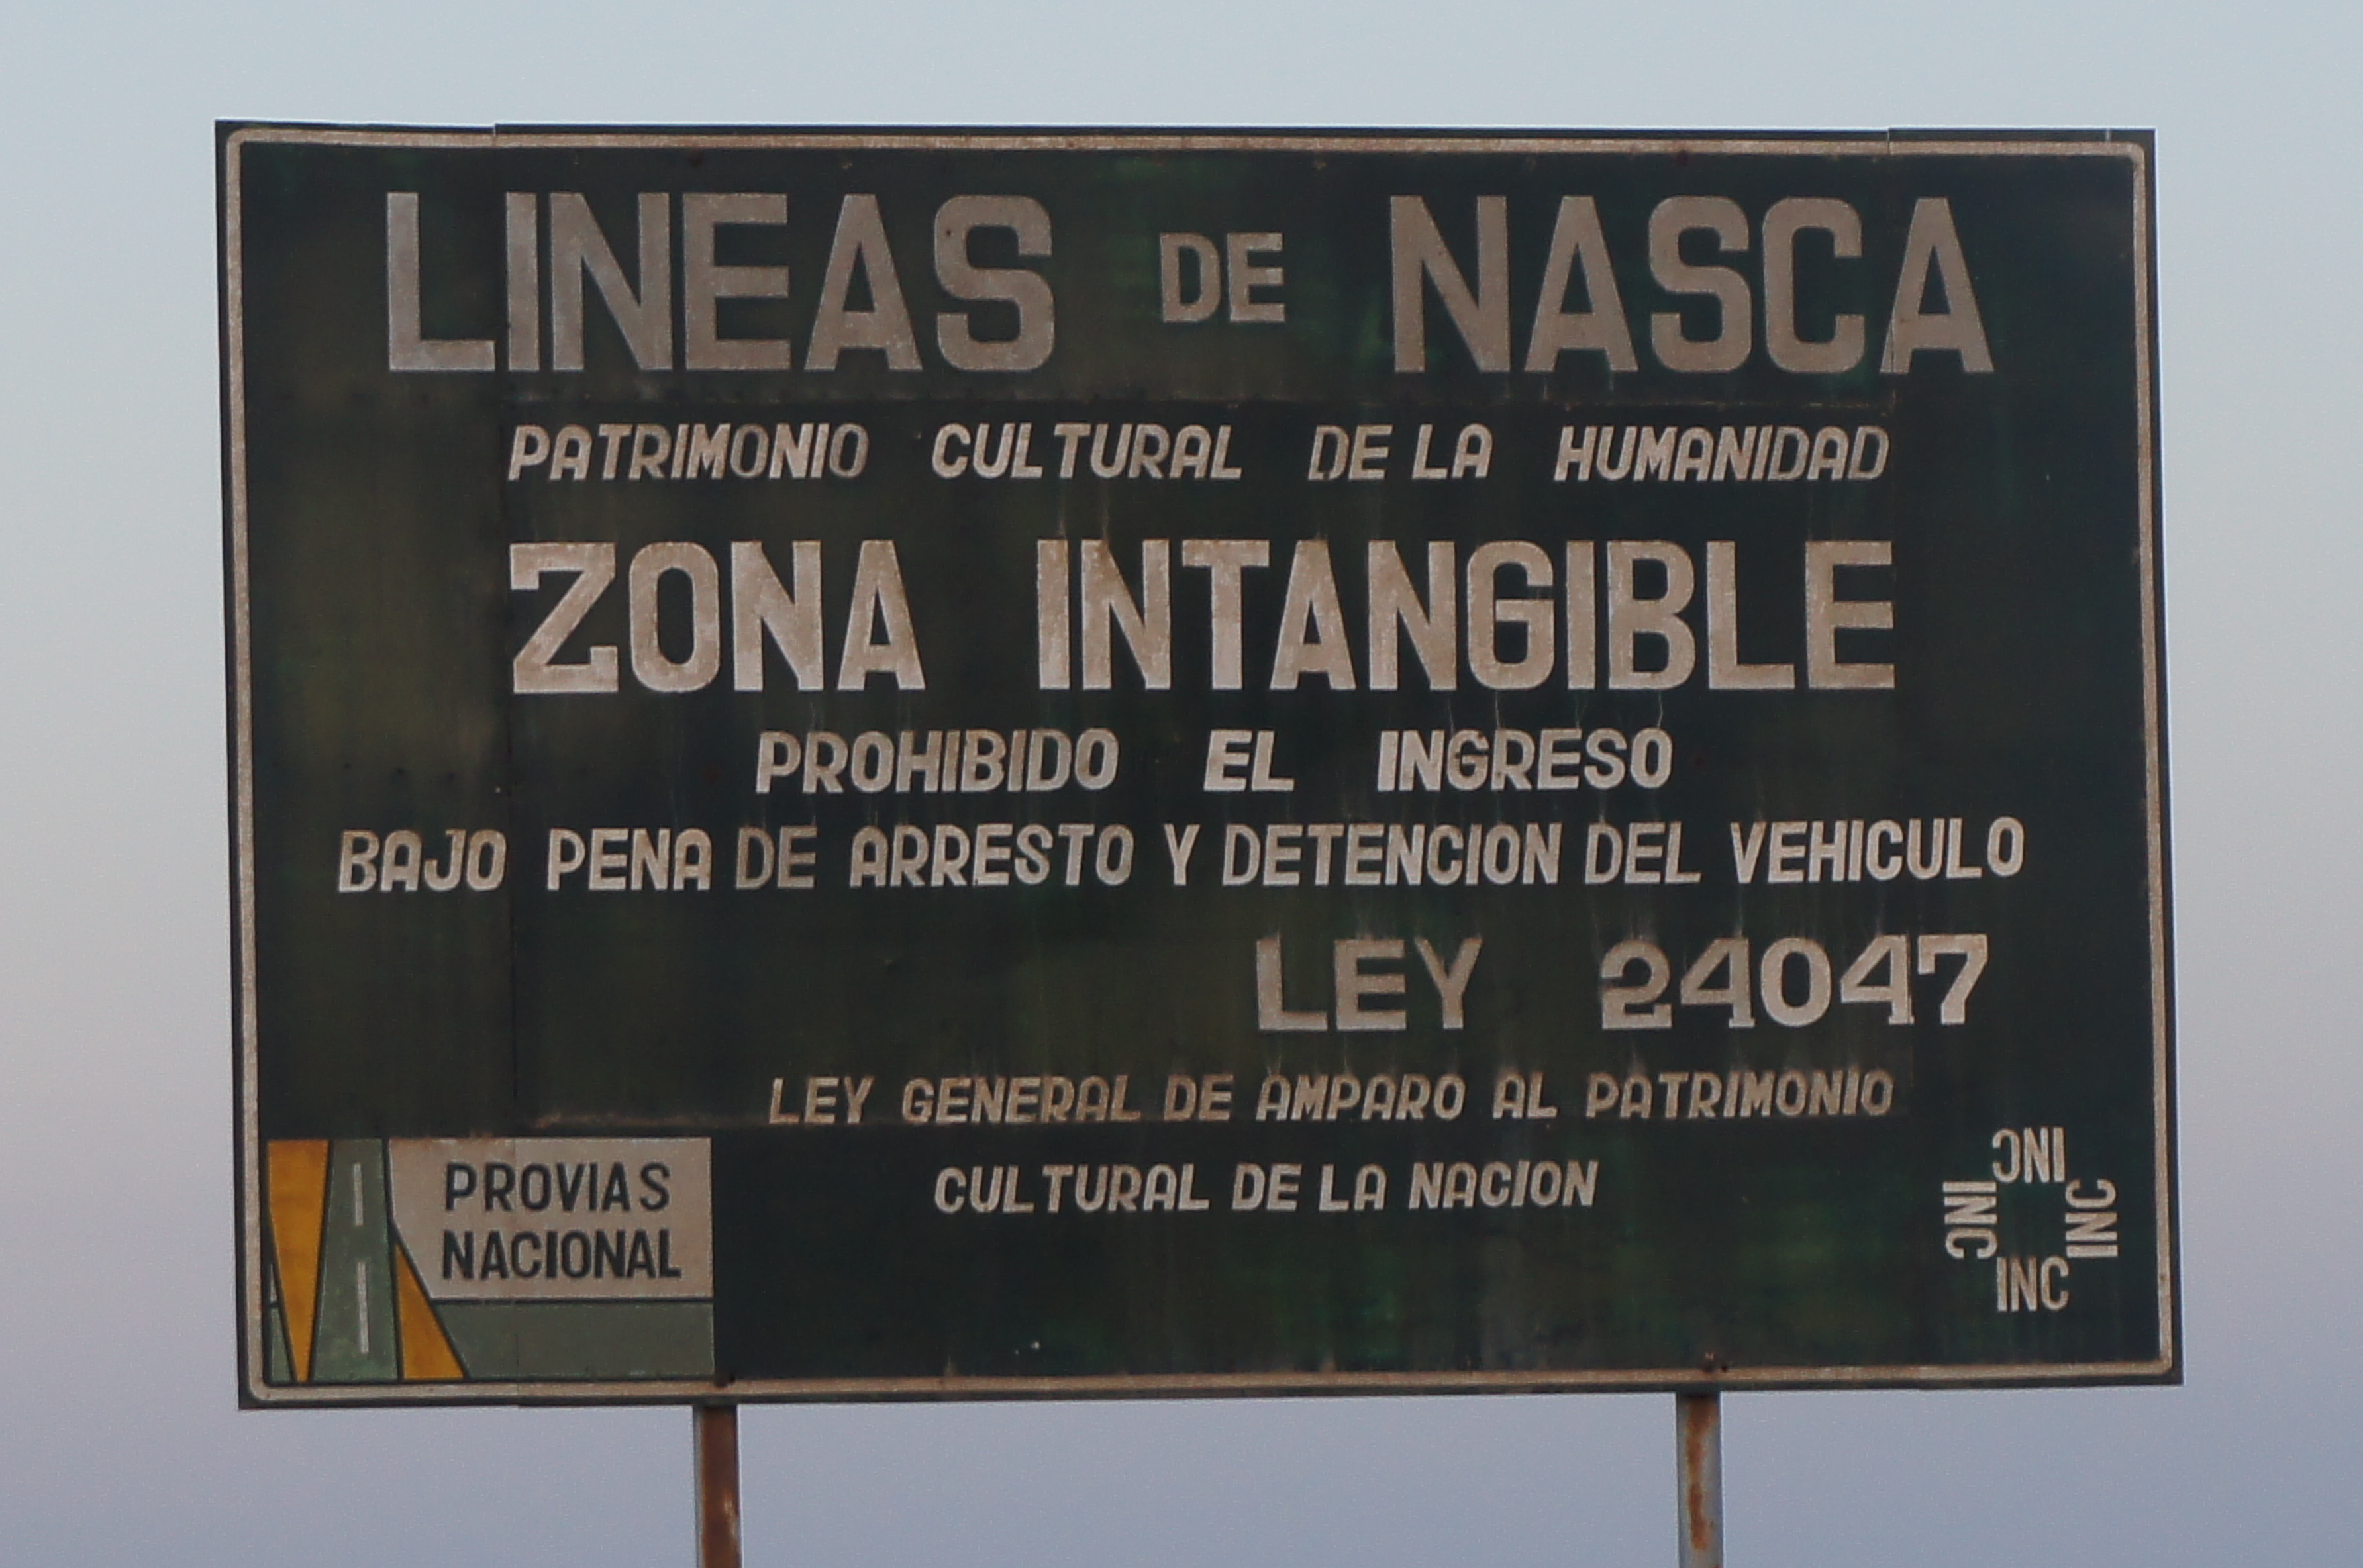 LINEAS DE NASCA
PATRIMONIO CULTURAL DE LA HUMANIDAD
ZONA INTANGIBLE
PROHIBIDO EL INGRESO
BAJO PENA DE ARRESTO Y DETENCION DEL VEHICULO
LEY 24047
LEY GENERAL DE AMPARO AL PATRIMONIO
CULTURAL DE LA NACION
PROVIAS
NACIONAL
INC
INC
INC
INC